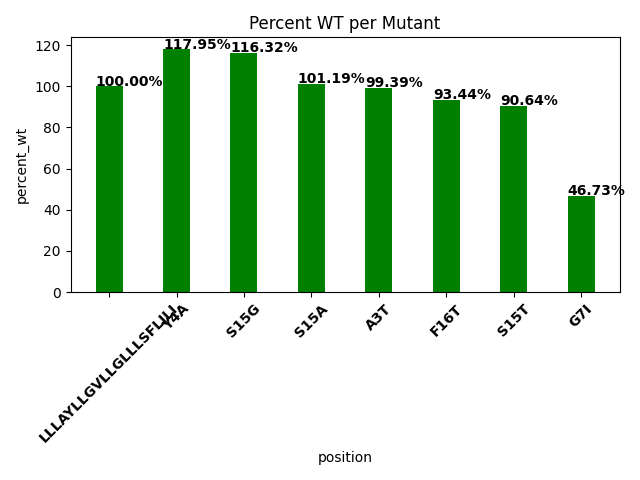 Percent WT per Mutant
percent_wt
120
100
80
60
40
20
0
100.00%
117.95%
116.32%
101.19%
99.39%
93.44%
90.64%
46.73%
LLLAYLLGVLLGLLLSFLILI
Y4A
S15G
S15A
A3T
F16T
S15T
G7I
position